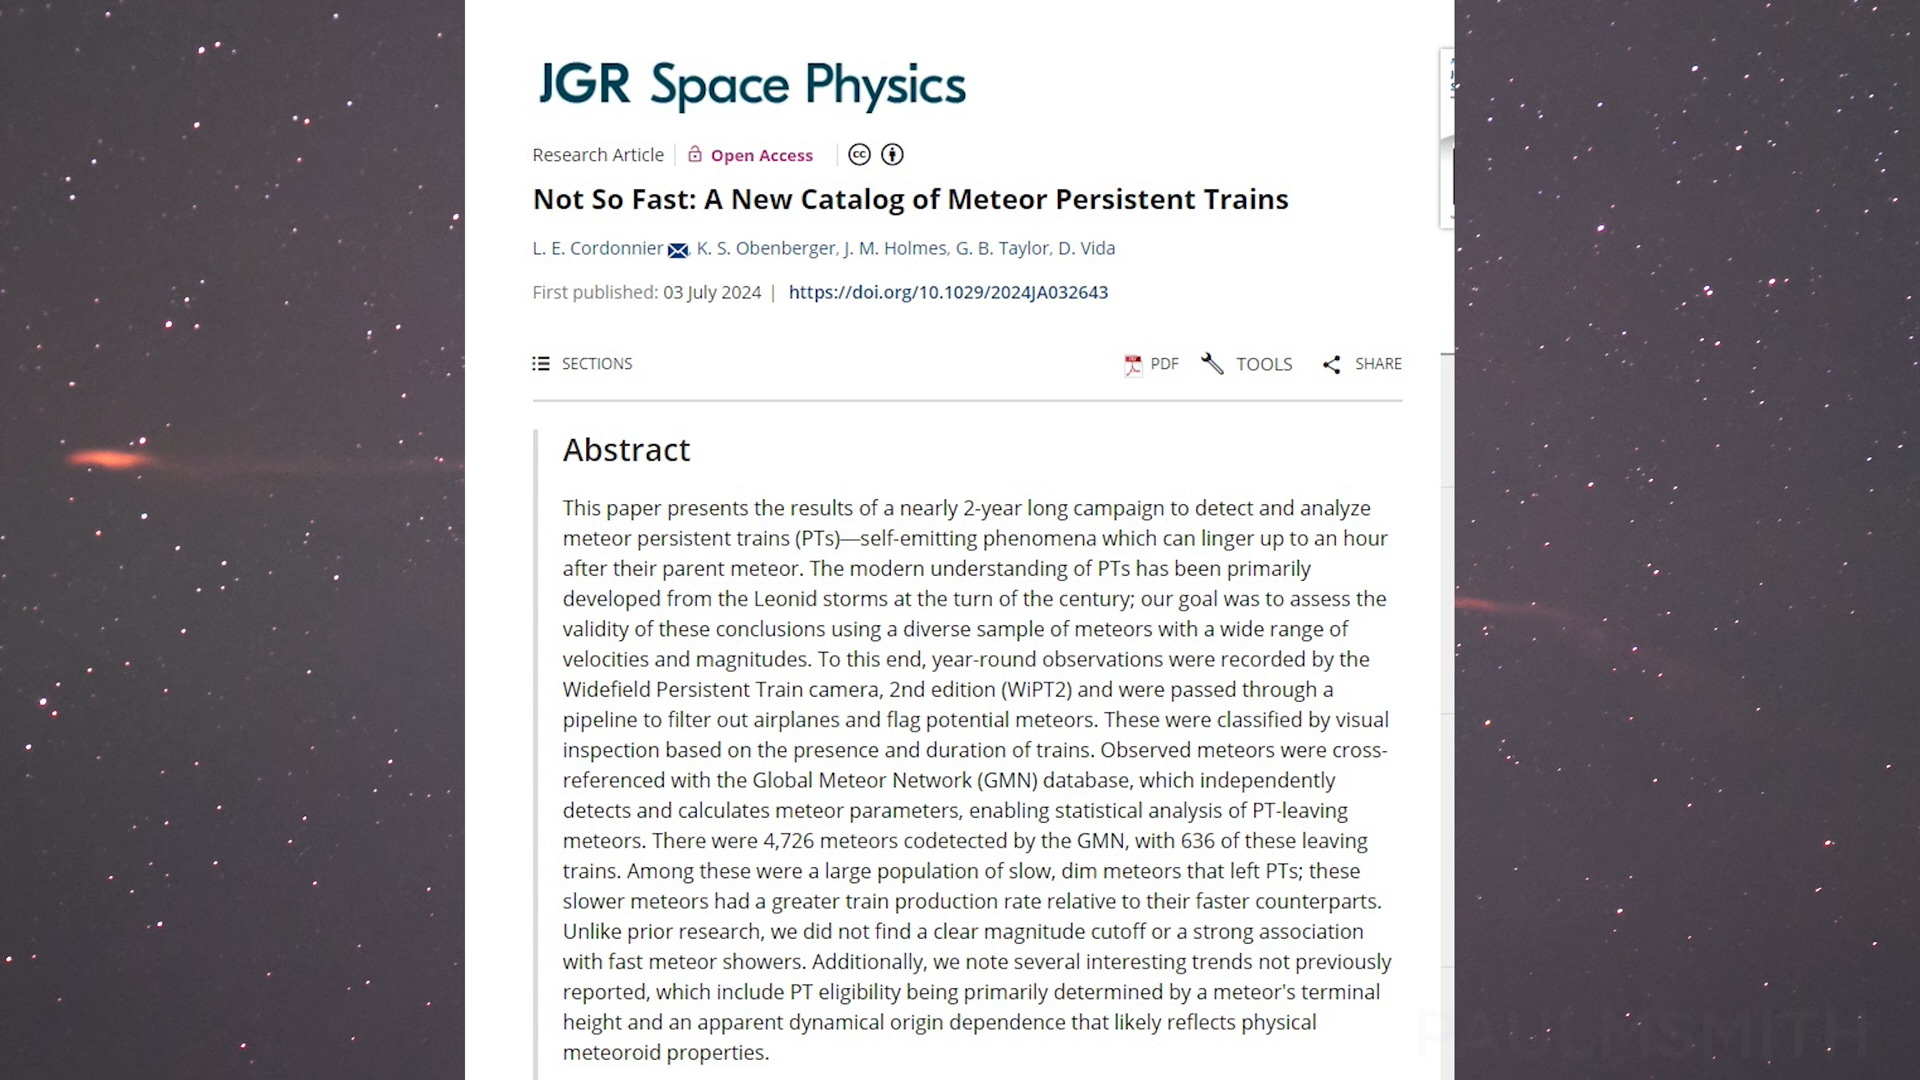 JGR Space Physics
Research Article
Open Access
cc
Not So Fast: A New Catalog of Meteor Persistent Trains
L. E. Cordonnier, K. S. Obenberger, J. M. Holmes, G. B. Taylor, D. Vida
First published: 03 July 2024 | https://doi.org/10.1029/2024JA032643
SECTIONS
PDF
TOOLS
SHARE
Abstract
This paper presents the results of a nearly 2-year long campaign to detect and analyze
meteor persistent trains (PTs)—self-emitting phenomena which can linger up to an hour
after their parent meteor. The modern understanding of PTs has been primarily
developed from the Leonid storms at the turn of the century; our goal was to assess the
validity of these conclusions using a diverse sample of meteors with a wide range of
velocities and magnitudes. To this end, year-round observations were recorded by the
Widefield Persistent Train camera, 2nd edition (WiPT2) and were passed through a
pipeline to filter out airplanes and flag potential meteors. These were classified by visual
inspection based on the presence and duration of trains. Observed meteors were cross-
referenced with the Global Meteor Network (GMN) database, which independently
detects and calculates meteor parameters, enabling statistical analysis of PT-leaving
meteors. There were 4,726 meteors codetected by the GMN, with 636 of these leaving
trains. Among these were a large population of slow, dim meteors that left PTs; these
slower meteors had a greater train production rate relative to their faster counterparts.
Unlike prior research, we did not find a clear magnitude cutoff or a strong association
with fast meteor showers. Additionally, we note several interesting trends not previously
reported, which include PT eligibility being primarily determined by a meteor's terminal
height and an apparent dynamical origin dependence that likely reflects physical
meteoroid properties.
PAULMSMITH